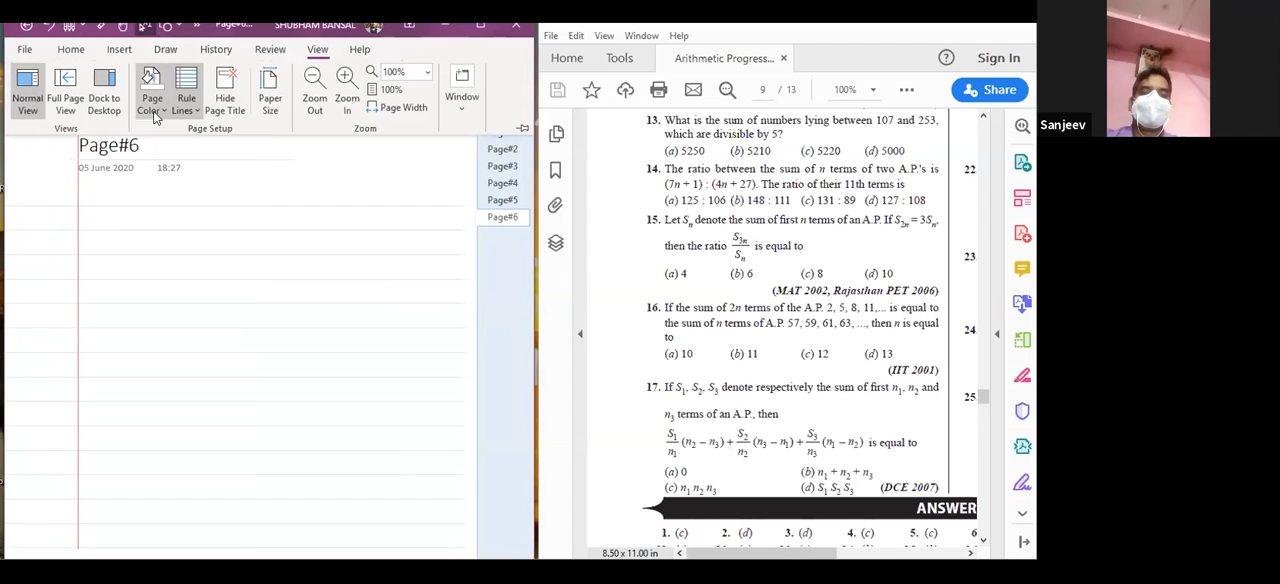 SHUBHAM BANSAL
File Home Insert Draw History Review View Help
Normal View
Full Page View
Dock to Desktop
Page Color
Rule Lines
Hide Page Title
Paper Size
Zoom Out
Zoom In
100%
100%
Page Width
Window
Views Page Setup Zoom
Page#6
05 June 2020 18:27
Page#2
Page#3
Page#4
Page#5
Page#6
File Edit View Window Help
Home Tools Arithmetic Progress... × Sign In
9 / 13 100% Share
13. What is the sum of numbers lying between 107 and 253,
which are divisible by 5?
(a) 5250 (b) 5210 (c) 5220 (d) 5000
14. The ratio between the sum of n terms of two A.P.'s is
(7n + 1) : (4n + 27). The ratio of their 11th terms is
(a) 125 : 106 (b) 148 : 111 (c) 131 : 89 (d) 127 : 108
15. Let Sn denote the sum of first n terms of an A.P. If S2n = 3Sn,
then the ratio S3n/Sn is equal to
(a) 4 (b) 6 (c) 8 (d) 10
(MAT 2002, Rajasthan PET 2006)
16. If the sum of 2n terms of the A.P. 2, 5, 8, 11,... is equal to
the sum of n terms of A.P. 57, 59, 61, 63, ..., then n is equal
to
(a) 10 (b) 11 (c) 12 (d) 13
(IIT 2001)
17. If S1, S2, S3 denote respectively the sum of first n1, n2 and
n3 terms of an A.P., then
S1/n1 (n2 − n3) + S2/n2 (n3 − n1) + S3/n3 (n1 − n2) is equal to
(a) 0 (b) n1 + n2 + n3
(c) n1 n2 n3 (d) S1 S2 S3 (DCE 2007)
ANSWER
1. (c) 2. (d) 3. (d) 4. (c) 5. (c) 6
8.50 x 11.00 in
22
23
24
25
Sanjeev